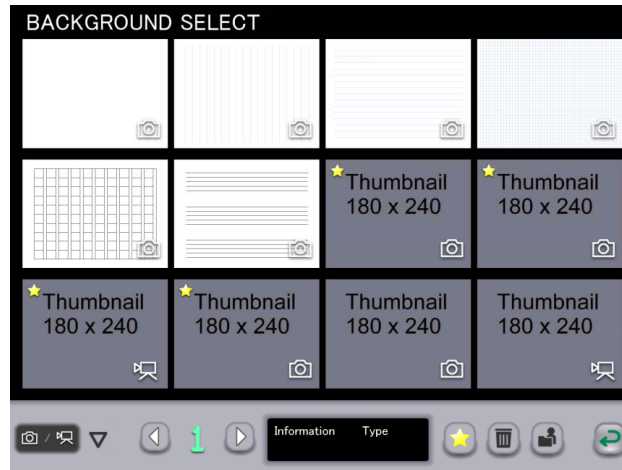 BACKGROUND SELECT
Thumbnail
180 x 240
Thumbnail
180 x 240
Thumbnail
180 x 240
Thumbnail
180 x 240
Thumbnail
180 x 240
Thumbnail
180 x 240
/
1
Information Type